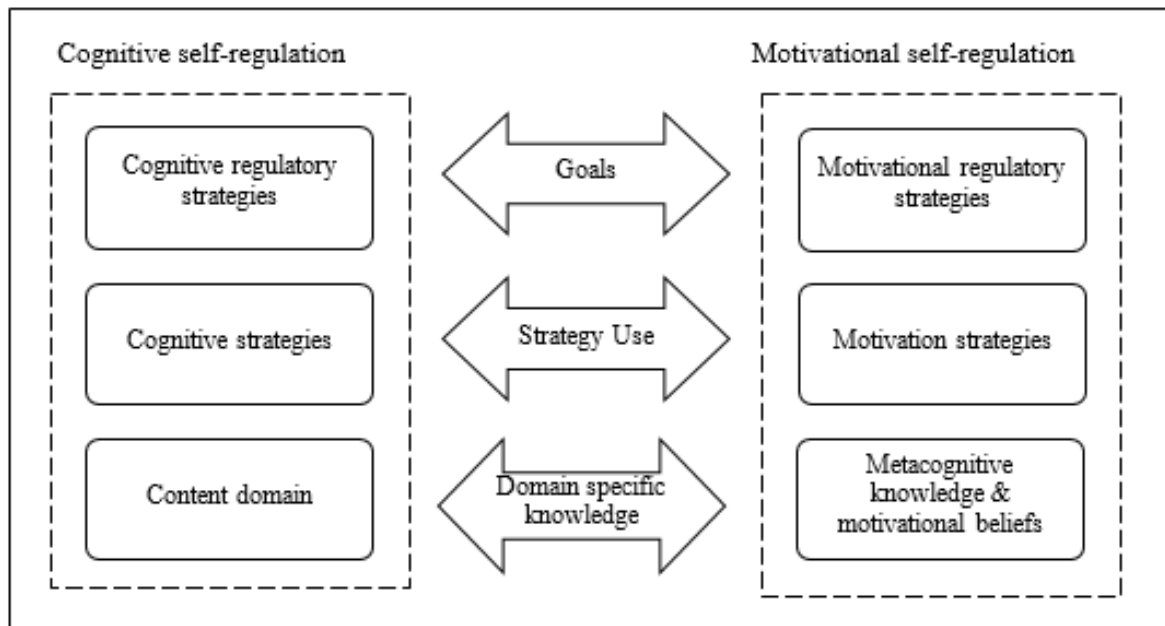 Cognitive self-regulation
Motivational self-regulation
Cognitive regulatory
strategies
Goals
Motivational regulatory
strategies
Cognitive strategies
Strategy Use
Motivation strategies
Content domain
Domain specific
knowledge
Metacognitive
knowledge &
motivational beliefs